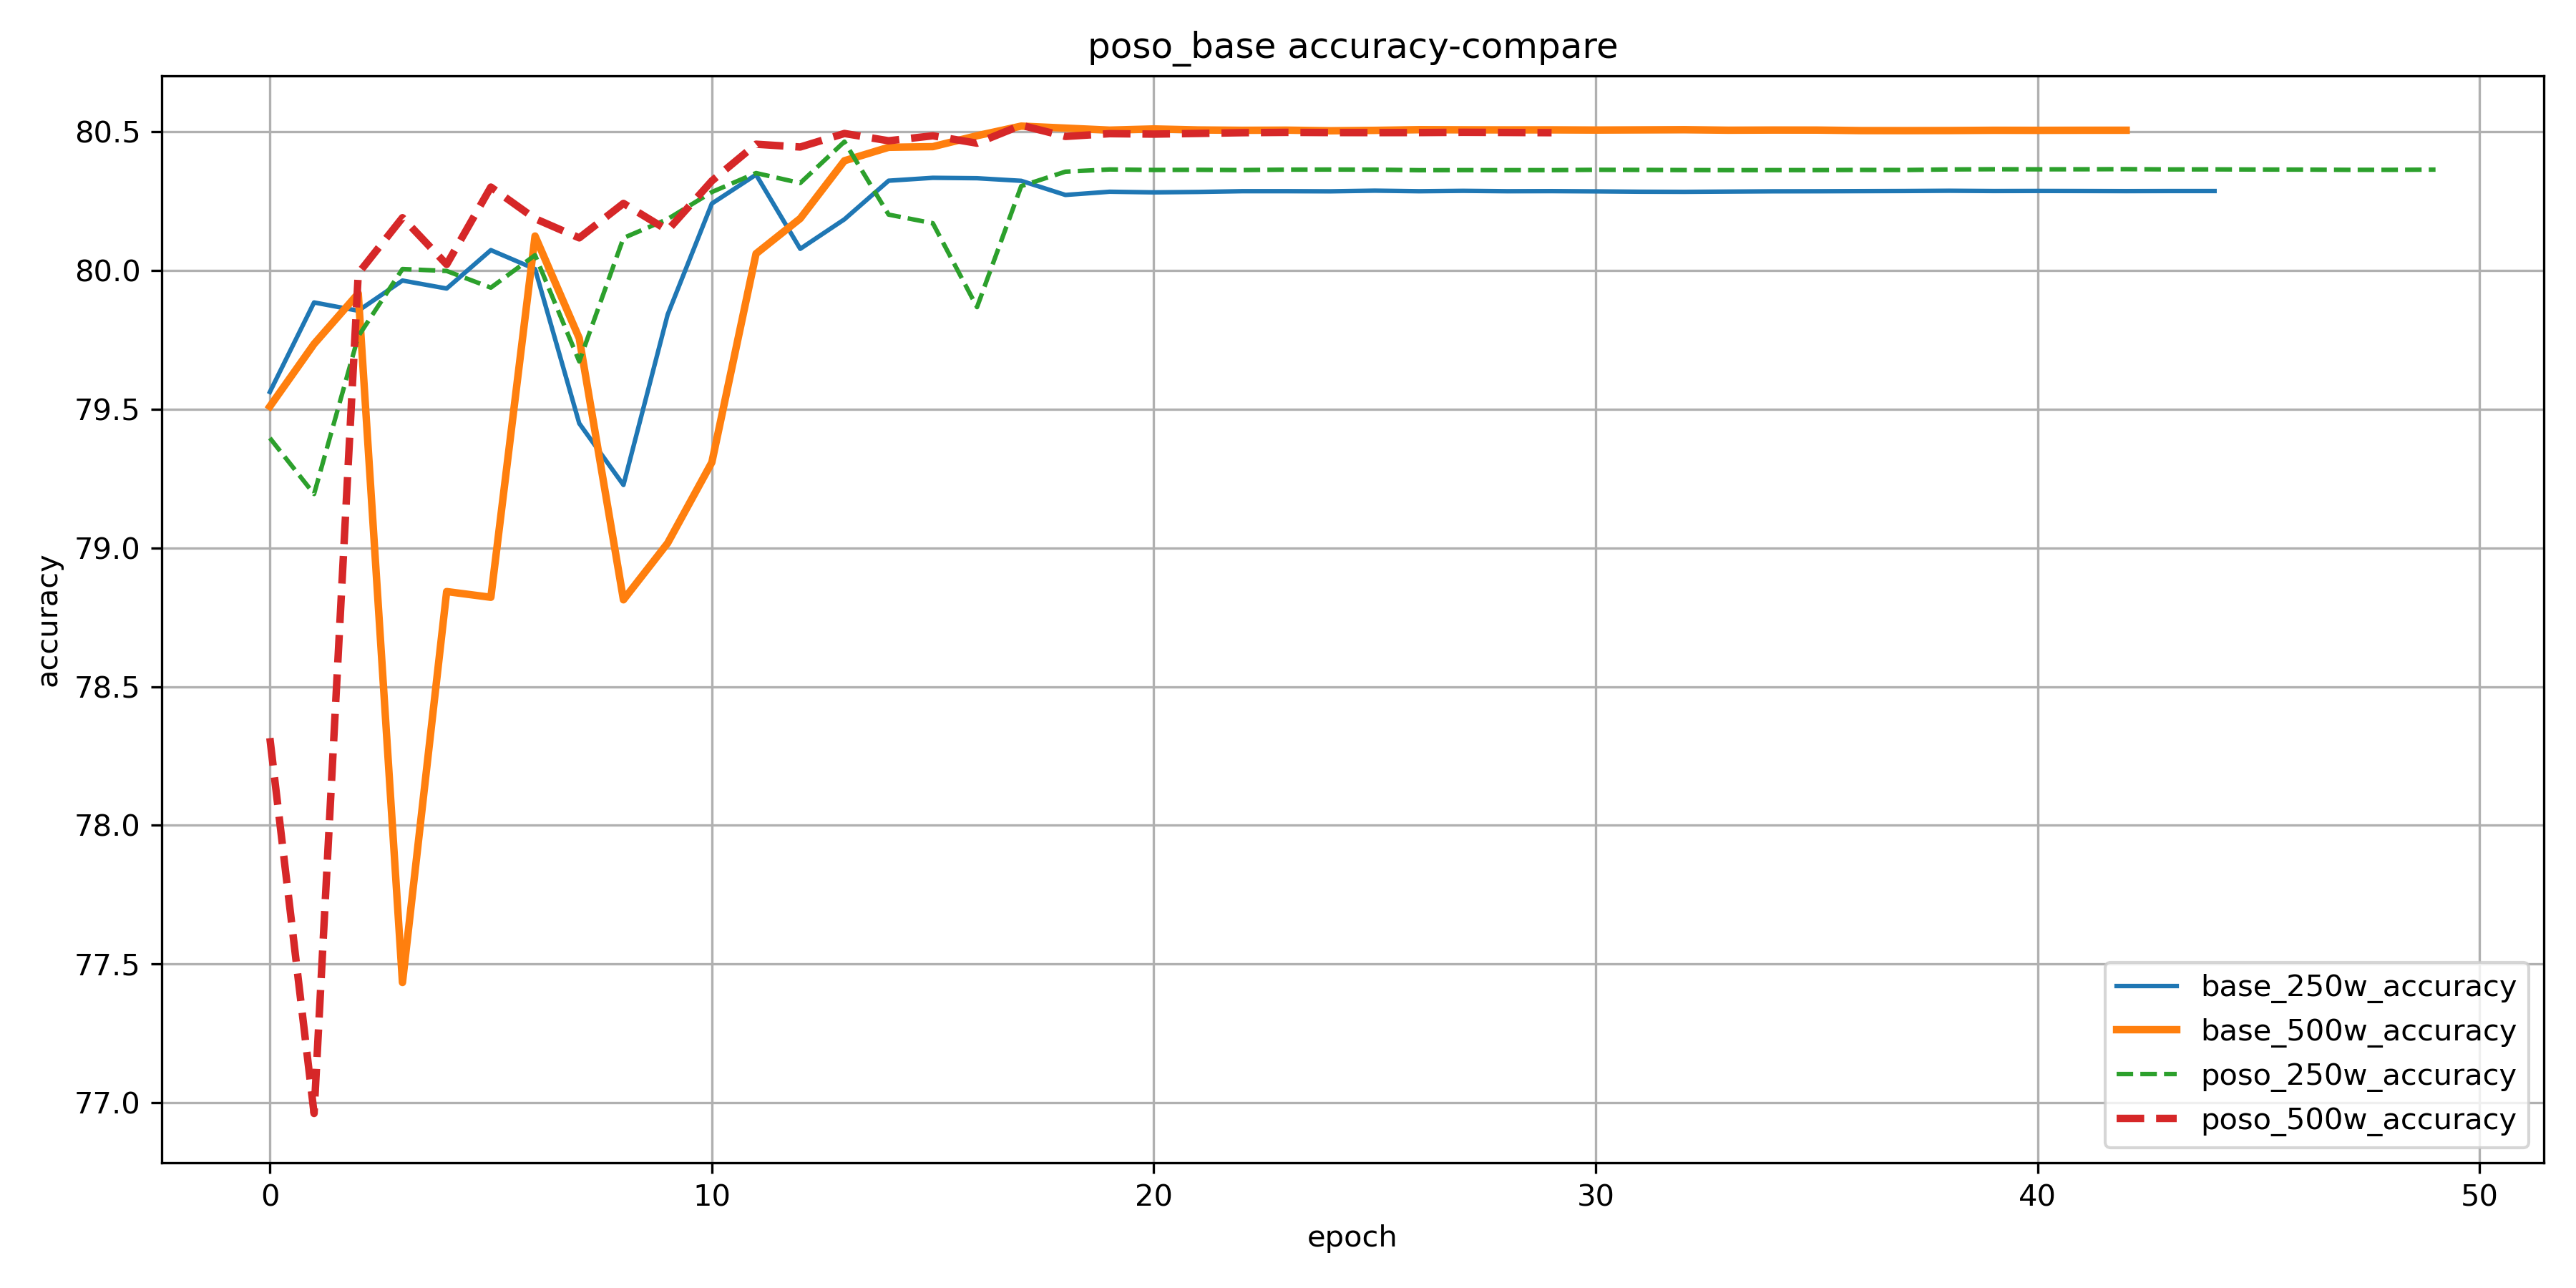 poso_base accuracy-compare
accuracy
80.5
80.0
79.5
79.0
78.5
78.0
77.5
77.0
0 10 20 30 40 50
epoch
base_250w_accuracy
base_500w_accuracy
poso_250w_accuracy
poso_500w_accuracy